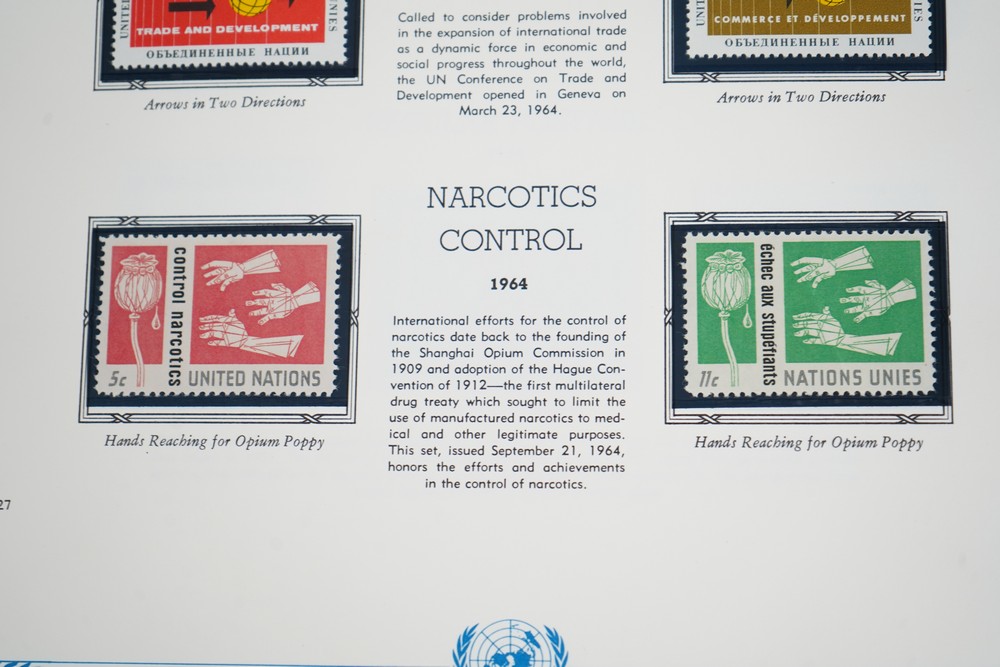 UNITED
TRADE AND DEVELOPMENT
ОБЪЕДИНЕННЫЕ НАЦИИ
UNIES
Arrows in Two Directions
Called to consider problems involved
in the expansion of international trade
as a dynamic force in economic and
social progress throughout the world,
the UN Conference on Trade and
Development opened in Geneva on
March 23, 1964.
UNITED
COMMERCE ET DÉVELOPPEMENT
ОБЪЕДИНЕННЫЕ НАЦИИ
Arrows in Two Directions
NARCOTICS
CONTROL
1964
control narcotics
5c
UNITED NATIONS
Hands Reaching for Opium Poppy
International efforts for the control of
narcotics date back to the founding of
the Shanghai Opium Commission in
1909 and adoption of the Hague Con-
vention of 1912—the first multilateral
drug treaty which sought to limit the
use of manufactured narcotics to med-
ical and other legitimate purposes.
This set, issued September 21, 1964,
honors the efforts and achievements
in the control of narcotics.
échec aux stupéfiants
11c
NATIONS UNIES
Hands Reaching for Opium Poppy
27